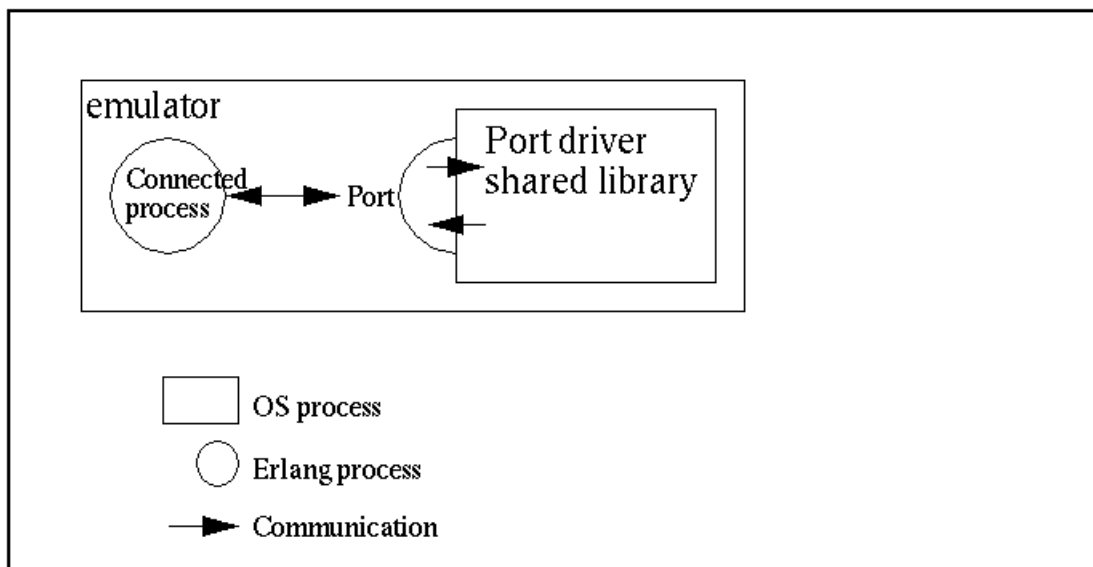 emulator
Connected
process
Port
Port driver
shared library
OS process
Erlang process
Communication